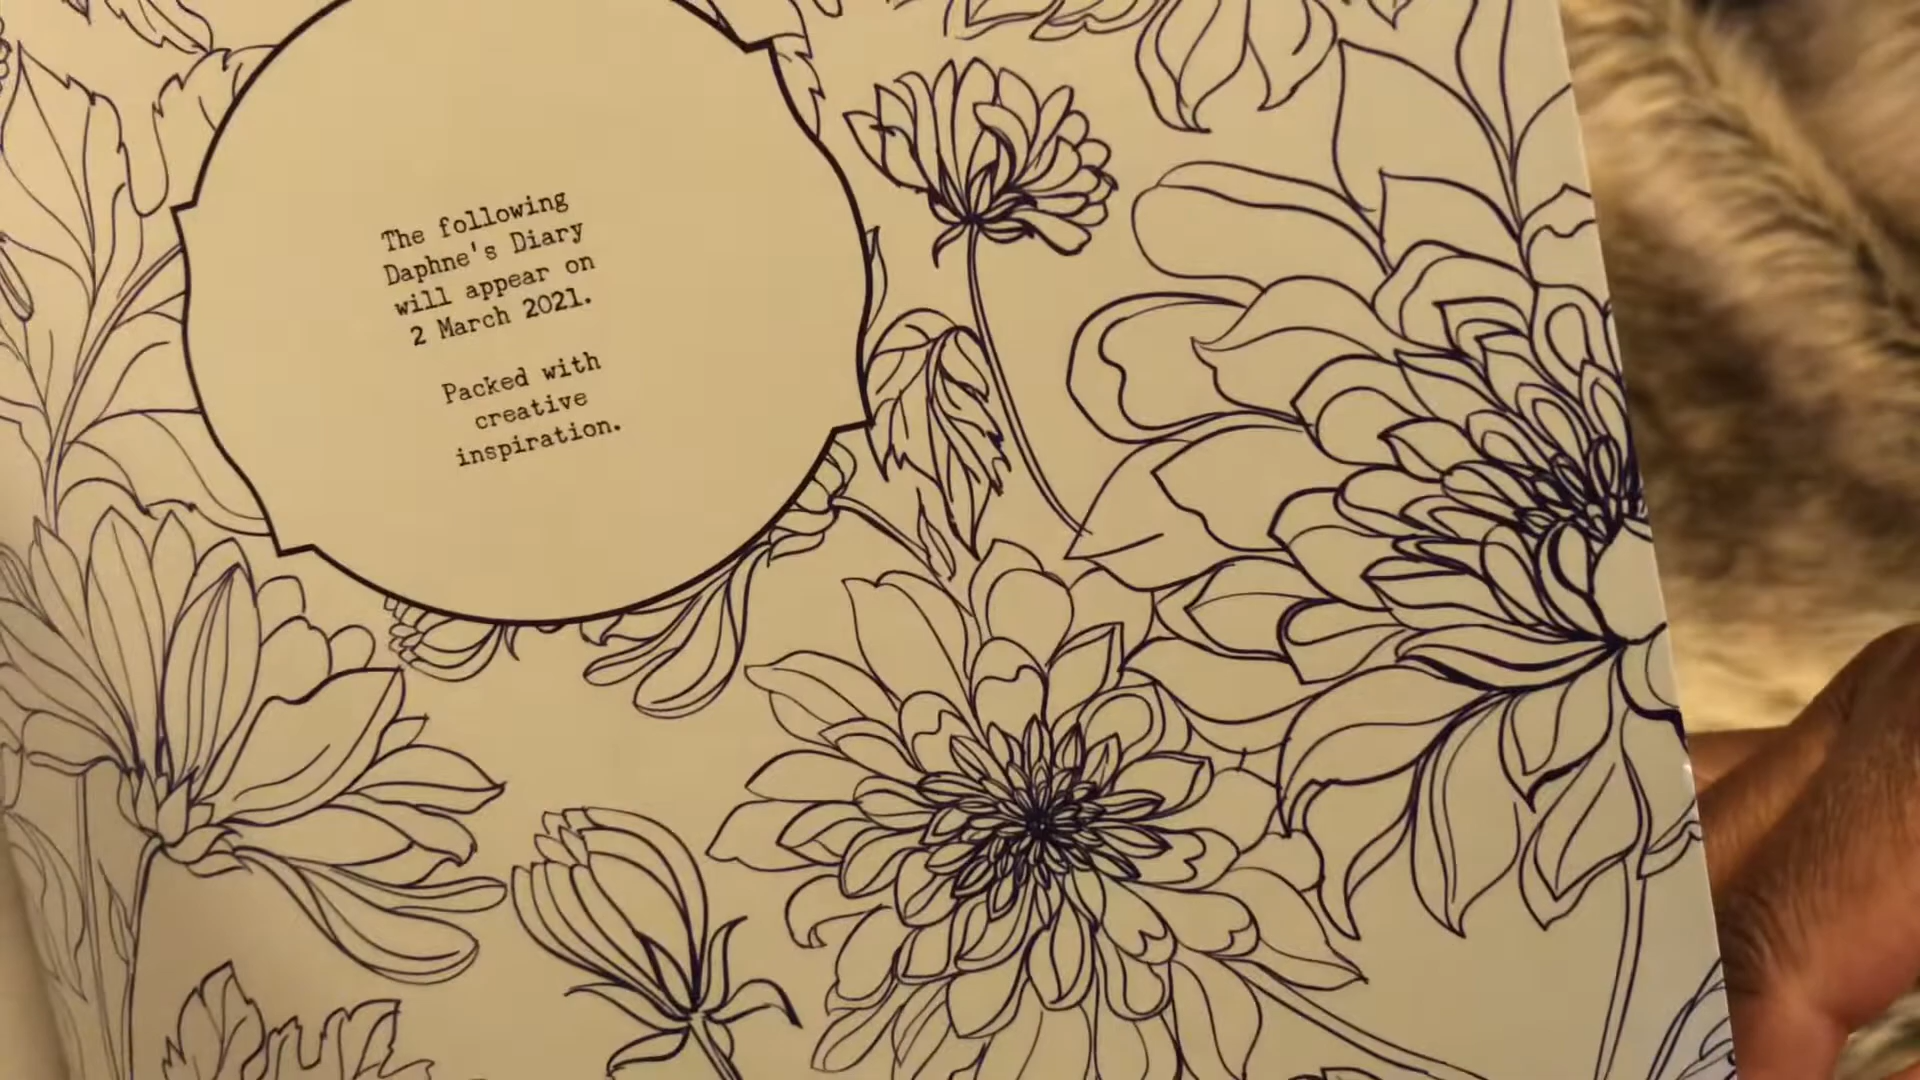 The following
Daphne's Diary
will appear on
2 March 2021.
Packed with
creative
inspiration.